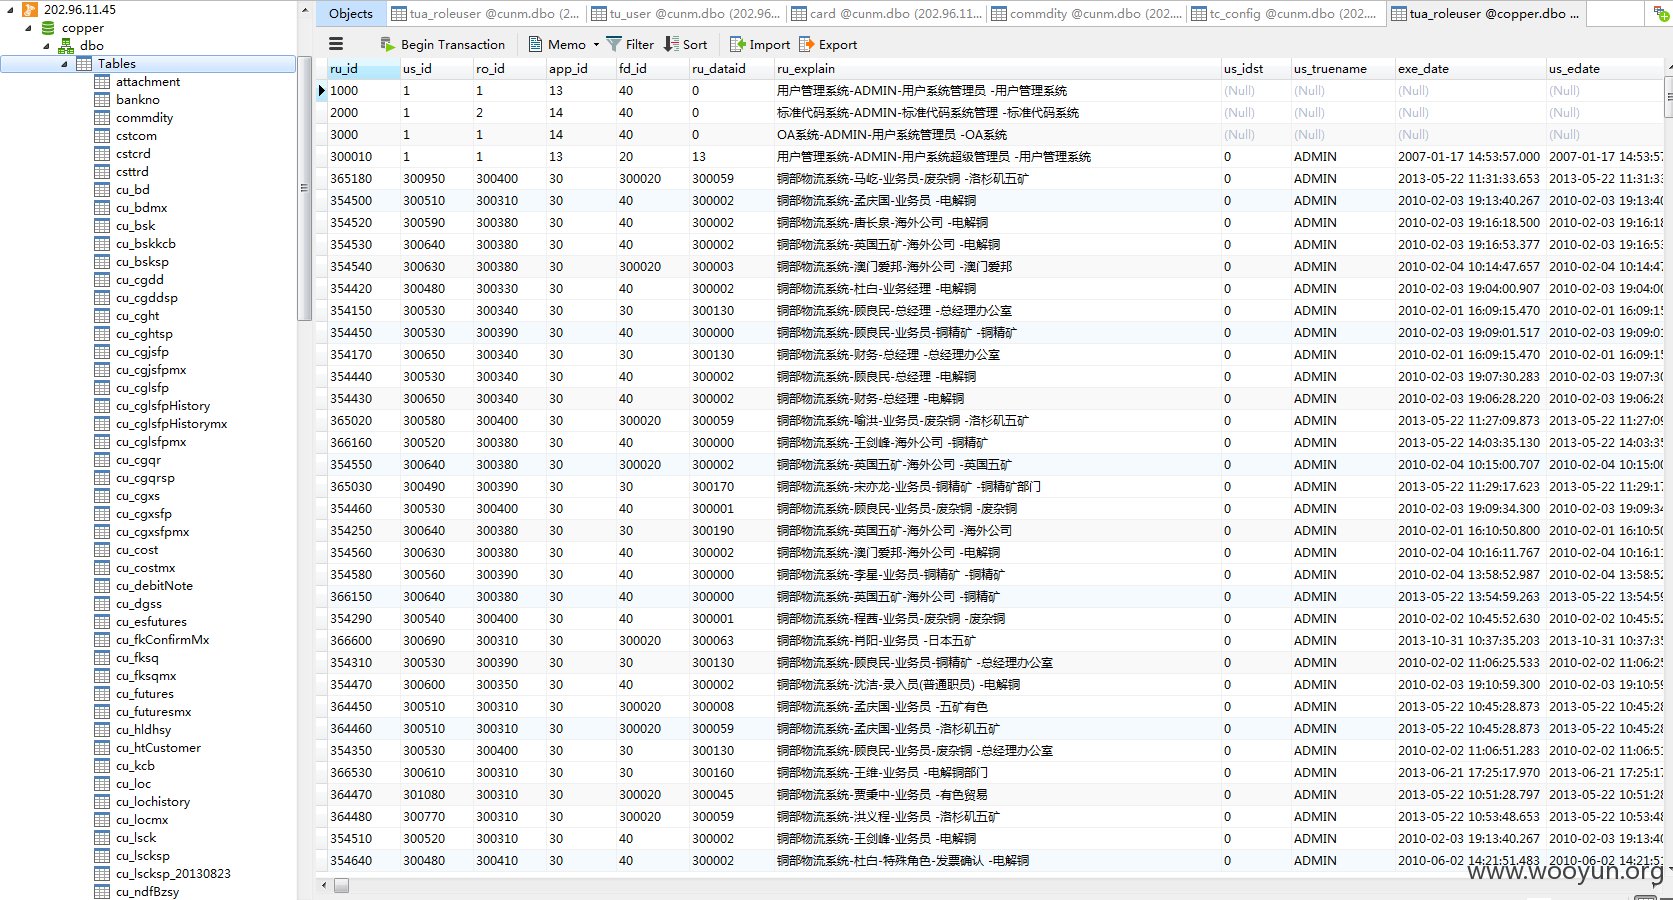 202.96.11.45
copper
dbo
Tables
attachment
bankno
commdity
cstcom
cstcrd
csttrd
cu_bd
cu_bdmx
cu_bsk
cu_bskkcb
cu_bsksp
cu_cgdd
cu_cgddsp
cu_cght
cu_cghtsp
cu_cgjsfp
cu_cgjsfpmx
cu_cglsfp
cu_cglsfpHistory
cu_cglsfpHistorymx
cu_cglsfpmx
cu_cgqr
cu_cgqrsp
cu_cgxs
cu_cgxsfp
cu_cgxsfpmx
cu_cost
cu_costmx
cu_debitNote
cu_dgss
cu_esfutures
cu_fkConfirmMx
cu_fksq
cu_fksqmx
cu_futures
cu_futuresmx
cu_hldhsy
cu_htCustomer
cu_kcb
cu_loc
cu_lochistory
cu_locmx
cu_lsck
cu_lscksp
cu_lscksp_20130823
cu_ndfBzsy
Objects tua_roleuser @cunm.dbo (2... tu_user @cunm.dbo (202.96... card @cunm.dbo (202.96.11... commdity @cunm.dbo (202.... tc_config @cunm.dbo (202.... tua_roleuser @copper.dbo ...
Begin Transaction Memo Filter Sort Import Export
ru_id us_id ro_id app_id fd_id ru_dataid ru_explain us_idst us_truename exe_date us_edate
1000 1 1 13 40 0 用户管理系统-ADMIN-用户系统管理员 -用户管理系统 (Null) (Null) (Null) (Null)
2000 1 2 14 40 0 标准代码系统-ADMIN-标准代码系统管理 -标准代码系统 (Null) (Null) (Null) (Null)
3000 1 1 14 40 0 OA系统-ADMIN-用户系统管理员 -OA系统 (Null) (Null) (Null) (Null)
300010 1 1 13 20 13 用户管理系统-ADMIN-用户系统超级管理员 -用户管理系统 0 ADMIN 2007-01-17 14:53:57.000 2007-01-17 14:53:57
365180 300950 300400 30 300020 300059 铜部物流系统-马屹-业务员-废杂铜 -洛杉矶五矿 0 ADMIN 2013-05-22 11:31:33.653 2013-05-22 11:31:33
354500 300510 300310 30 40 300002 铜部物流系统-孟庆国-业务员 -电解铜 0 ADMIN 2010-02-03 19:13:40.267 2010-02-03 19:13:40
354520 300590 300380 30 40 300002 铜部物流系统-唐长泉-海外公司 -电解铜 0 ADMIN 2010-02-03 19:16:18.500 2010-02-03 19:16:18
354530 300640 300380 30 40 300002 铜部物流系统-英国五矿-海外公司 -电解铜 0 ADMIN 2010-02-03 19:16:53.377 2010-02-03 19:16:53
354540 300630 300380 30 300020 300003 铜部物流系统-澳门爱邦-海外公司 -澳门爱邦 0 ADMIN 2010-02-04 10:14:47.657 2010-02-04 10:14:47
354420 300480 300330 30 40 300002 铜部物流系统-杜白-业务经理 -电解铜 0 ADMIN 2010-02-03 19:04:00.907 2010-02-03 19:04:00
354150 300530 300340 30 30 300130 铜部物流系统-顾良民-总经理 -总经理办公室 0 ADMIN 2010-02-01 16:09:15.470 2010-02-01 16:09:15
354450 300530 300390 30 40 300000 铜部物流系统-顾良民-业务员-铜精矿 -铜精矿 0 ADMIN 2010-02-03 19:09:01.517 2010-02-03 19:09:01
354170 300650 300340 30 30 300130 铜部物流系统-财务-总经理 -总经理办公室 0 ADMIN 2010-02-01 16:09:15.470 2010-02-01 16:09:15
354440 300530 300340 30 40 300002 铜部物流系统-顾良民-总经理 -电解铜 0 ADMIN 2010-02-03 19:07:30.283 2010-02-03 19:07:30
354430 300650 300340 30 40 300002 铜部物流系统-财务-总经理 -电解铜 0 ADMIN 2010-02-03 19:06:28.220 2010-02-03 19:06:28
365020 300580 300400 30 300020 300059 铜部物流系统-喻洪-业务员-废杂铜 -洛杉矶五矿 0 ADMIN 2013-05-22 11:27:09.873 2013-05-22 11:27:09
366160 300520 300380 30 40 300000 铜部物流系统-王剑峰-海外公司 -铜精矿 0 ADMIN 2013-05-22 14:03:35.130 2013-05-22 14:03:35
354550 300640 300380 30 300020 300002 铜部物流系统-英国五矿-海外公司 -英国五矿 0 ADMIN 2010-02-04 10:15:00.707 2010-02-04 10:15:00
365030 300490 300390 30 30 300170 铜部物流系统-宋亦龙-业务员-铜精矿 -铜精矿部门 0 ADMIN 2013-05-22 11:29:17.623 2013-05-22 11:29:17
354460 300530 300400 30 40 300001 铜部物流系统-顾良民-业务员-废杂铜 -废杂铜 0 ADMIN 2010-02-03 19:09:34.300 2010-02-03 19:09:34
354250 300640 300380 30 30 300190 铜部物流系统-英国五矿-海外公司 -海外公司 0 ADMIN 2010-02-01 16:10:50.800 2010-02-01 16:10:50
354560 300630 300380 30 40 300002 铜部物流系统-澳门爱邦-海外公司 -电解铜 0 ADMIN 2010-02-04 10:16:11.767 2010-02-04 10:16:11
354580 300560 300390 30 40 300000 铜部物流系统-李星-业务员-铜精矿 -铜精矿 0 ADMIN 2010-02-04 13:58:52.987 2010-02-04 13:58:52
366150 300640 300380 30 40 300000 铜部物流系统-英国五矿-海外公司 -铜精矿 0 ADMIN 2013-05-22 13:54:59.263 2013-05-22 13:54:59
354290 300540 300400 30 40 300001 铜部物流系统-程茜-业务员-废杂铜 -废杂铜 0 ADMIN 2010-02-02 10:45:52.630 2010-02-02 10:45:52
366600 300690 300310 30 300020 300063 铜部物流系统-肖阳-业务员 -日本五矿 0 ADMIN 2013-10-31 10:37:35.203 2013-10-31 10:37:35
354310 300530 300390 30 30 300130 铜部物流系统-顾良民-业务员-铜精矿 -总经理办公室 0 ADMIN 2010-02-02 11:06:25.533 2010-02-02 11:06:25
354470 300600 300350 30 40 300002 铜部物流系统-沈洁-录入员(普通职员) -电解铜 0 ADMIN 2010-02-03 19:10:59.300 2010-02-03 19:10:59
364450 300510 300310 30 300020 300008 铜部物流系统-孟庆国-业务员 -五矿有色 0 ADMIN 2013-05-22 10:45:28.873 2013-05-22 10:45:28
364460 300510 300310 30 300020 300059 铜部物流系统-孟庆国-业务员 -洛杉矶五矿 0 ADMIN 2013-05-22 10:45:28.873 2013-05-22 10:45:28
354350 300530 300400 30 30 300130 铜部物流系统-顾良民-业务员-废杂铜 -总经理办公室 0 ADMIN 2010-02-02 11:06:51.283 2010-02-02 11:06:51
366530 300610 300310 30 30 300160 铜部物流系统-王维-业务员 -电解铜部门 0 ADMIN 2013-06-21 17:25:17.970 2013-06-21 17:25:17
364470 301080 300310 30 300020 300045 铜部物流系统-贾秉中-业务员 -有色贸易 0 ADMIN 2013-05-22 10:51:28.797 2013-05-22 10:51:28
364480 300770 300310 30 300020 300059 铜部物流系统-洪义程-业务员 -洛杉矶五矿 0 ADMIN 2013-05-22 10:53:48.653 2013-05-22 10:53:48
354510 300520 300310 30 40 300002 铜部物流系统-王剑峰-业务员 -电解铜 0 ADMIN 2010-02-03 19:13:40.267 2010-02-03 19:13:40
354640 300480 300410 30 40 300002 铜部物流系统-杜白-特殊角色-发票确认 -电解铜 0 ADMIN 2010-06-02 14:21:51.483 2010-06-02 14:21:51
www.wooyun.org